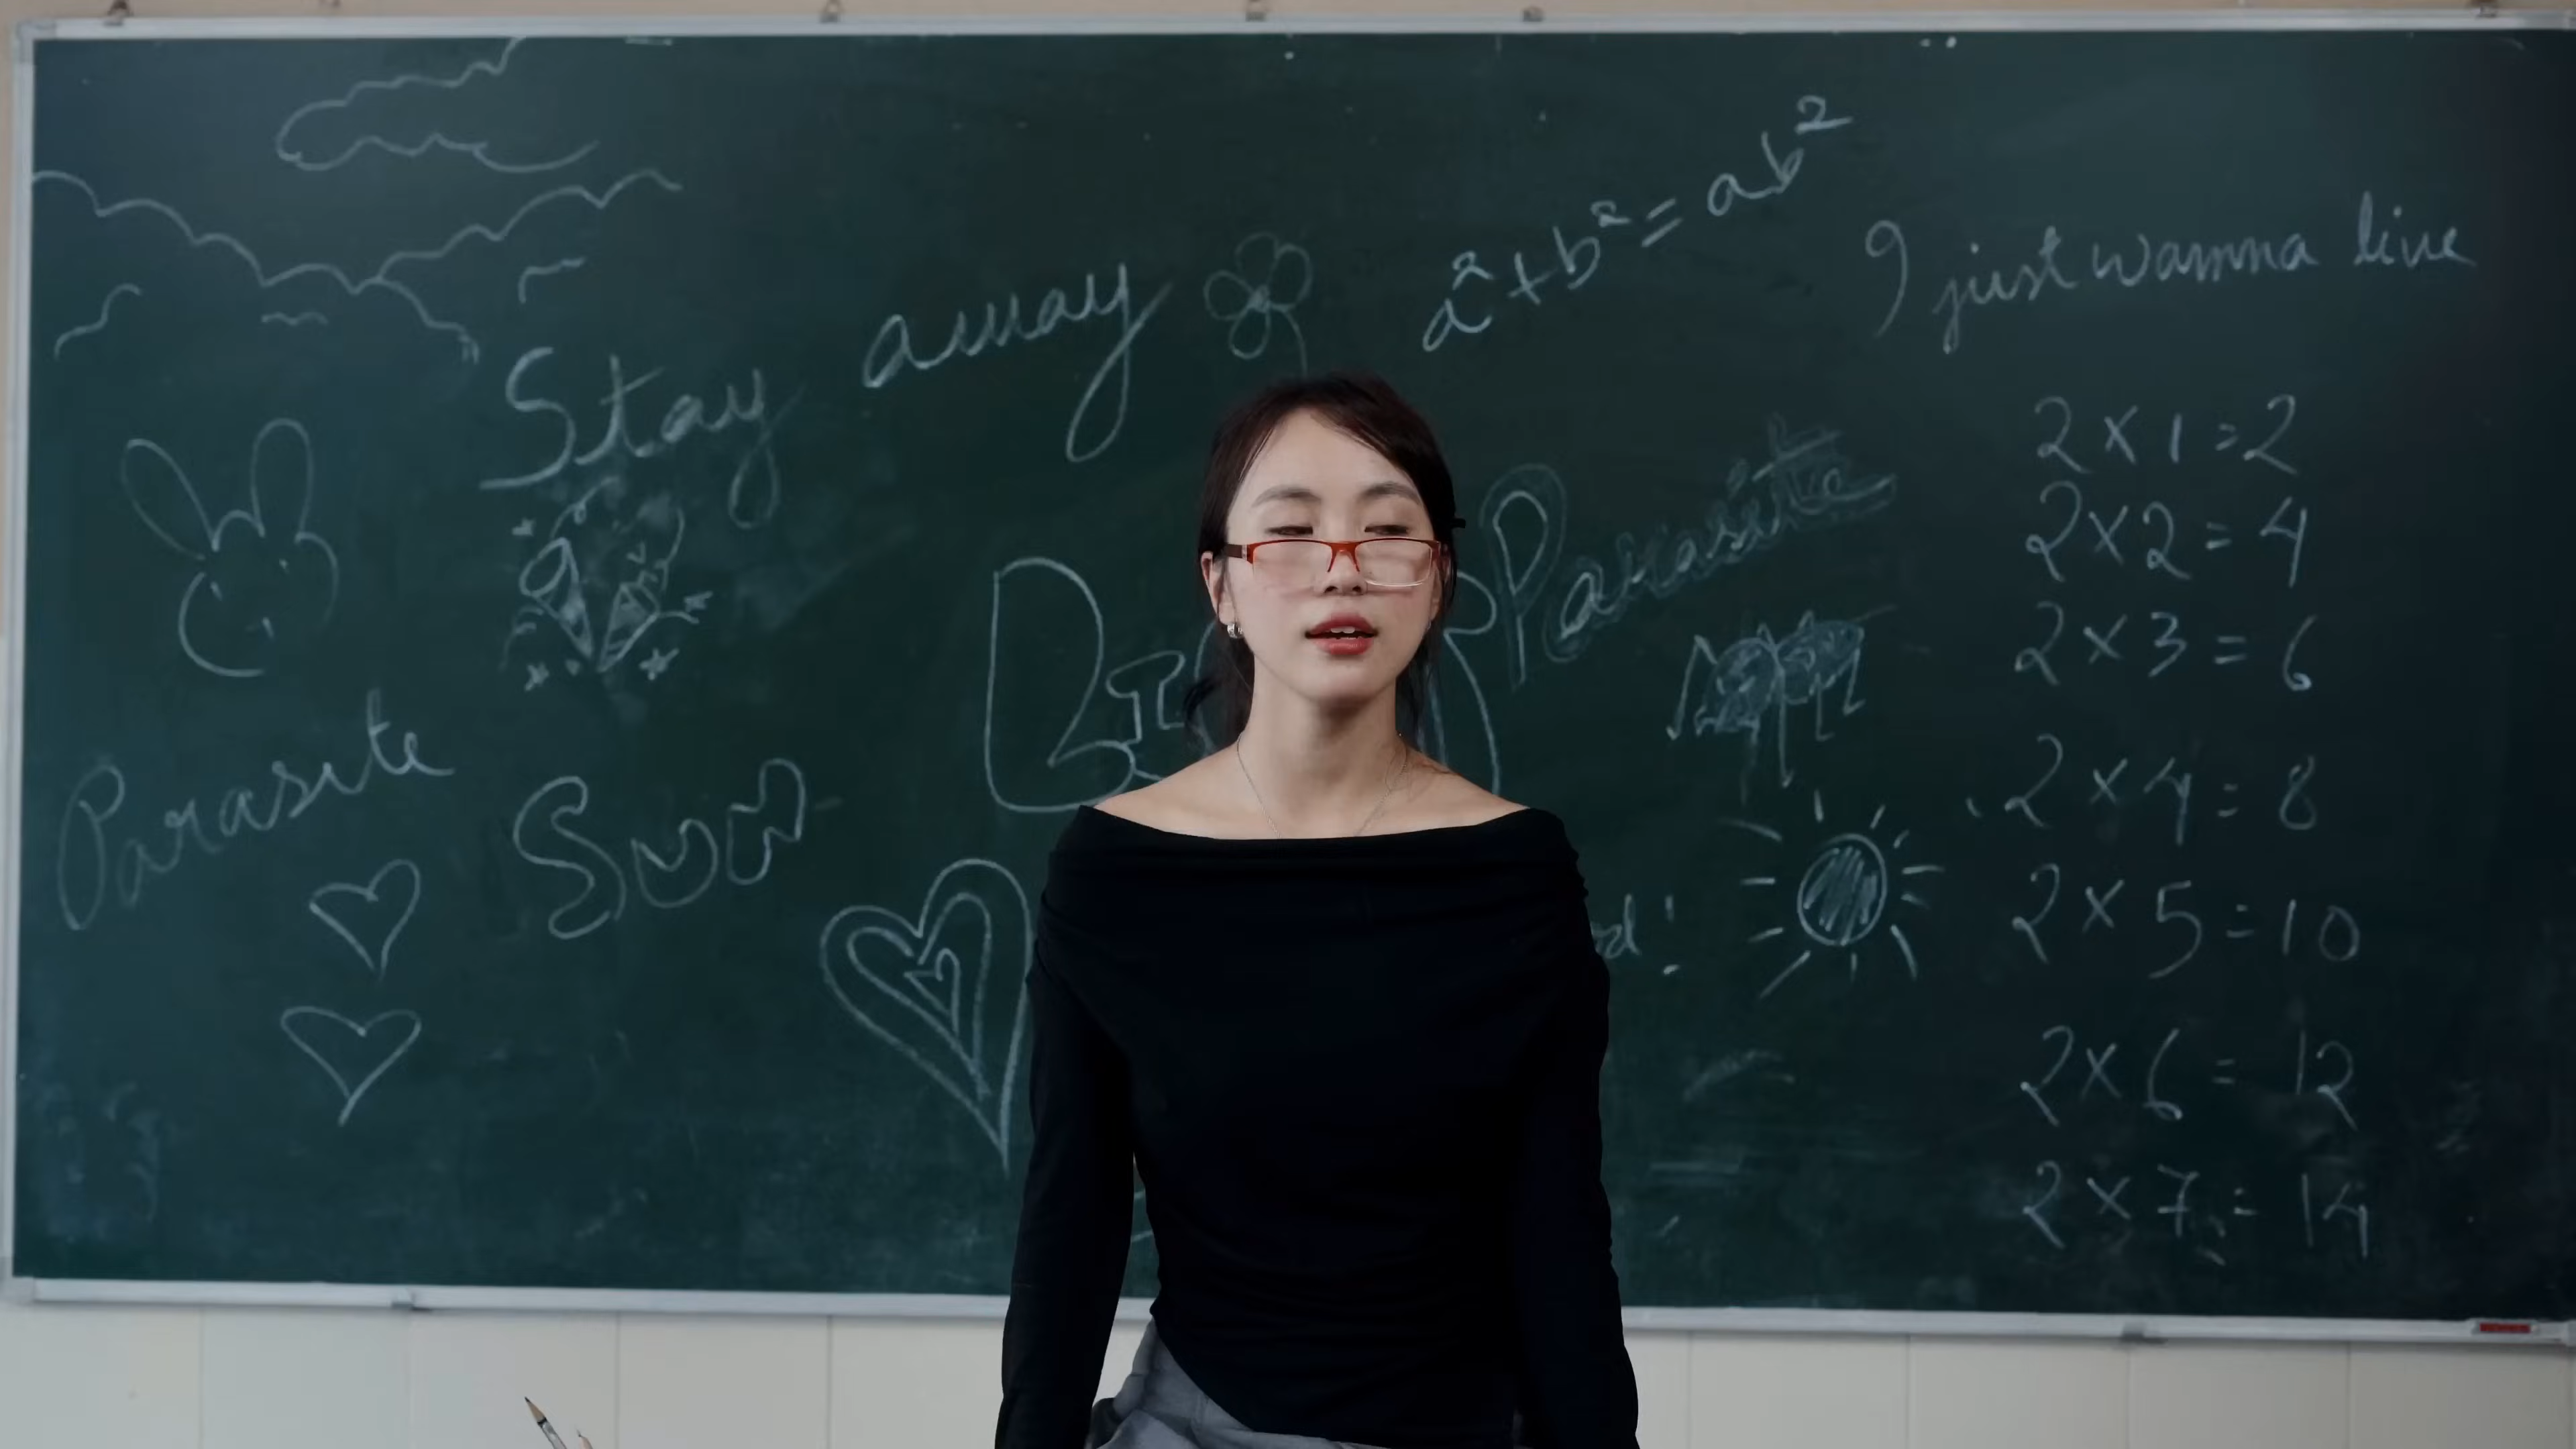 Stay away
a²+b²=ab²
I just wanna live
Parasite
Parasite
2×1=2
2×2=4
2×3=6
2×4=8
2×5=10
2×6=12
2×7=14